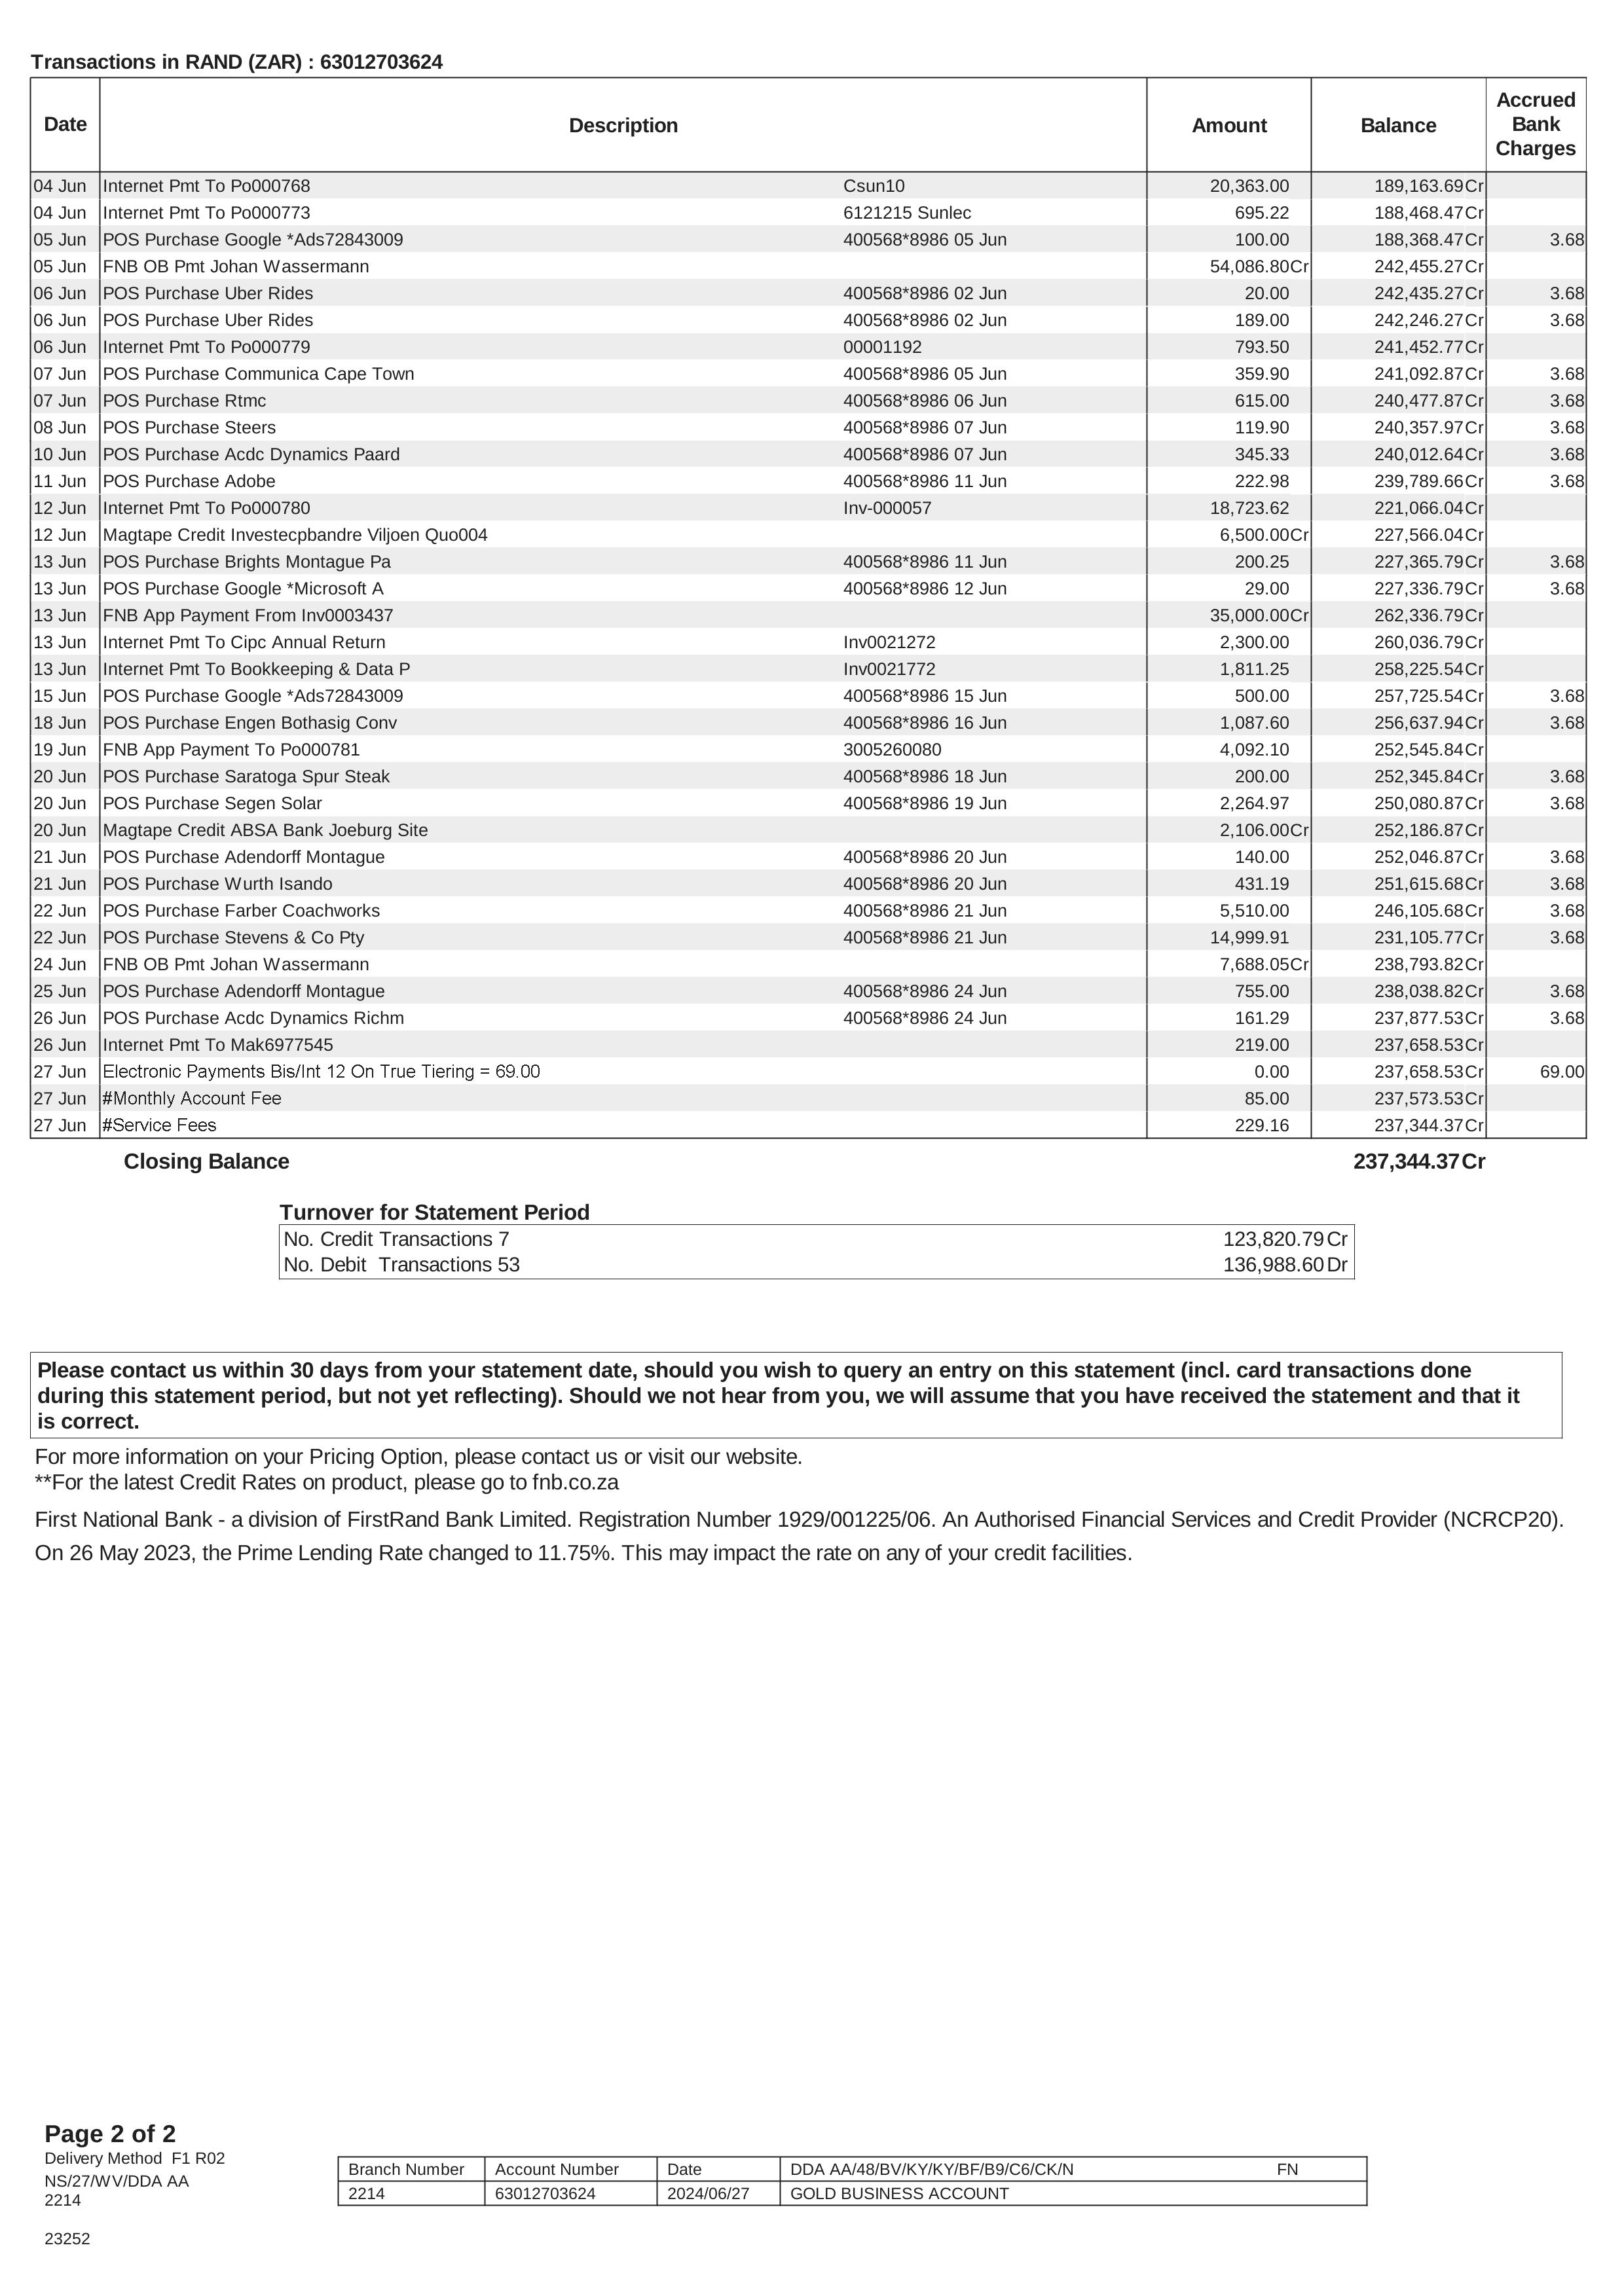 Transactions in RAND (ZAR) : 63012703624
Date Description Amount Balance Accrued Bank Charges
04 Jun Internet Pmt To Po000768 Csun10 20,363.00 189,163.69Cr
04 Jun Internet Pmt To Po000773 6121215 Sunlec 695.22 188,468.47Cr
05 Jun POS Purchase Google *Ads72843009 400568*8986 05 Jun 100.00 188,368.47Cr 3.68
05 Jun FNB OB Pmt Johan Wassermann 54,086.80Cr 242,455.27Cr
06 Jun POS Purchase Uber Rides 400568*8986 02 Jun 20.00 242,435.27Cr 3.68
06 Jun POS Purchase Uber Rides 400568*8986 02 Jun 189.00 242,246.27Cr 3.68
06 Jun Internet Pmt To Po000779 00001192 793.50 241,452.77Cr
07 Jun POS Purchase Communica Cape Town 400568*8986 05 Jun 359.90 241,092.87Cr 3.68
07 Jun POS Purchase Rtmc 400568*8986 06 Jun 615.00 240,477.87Cr 3.68
08 Jun POS Purchase Steers 400568*8986 07 Jun 119.90 240,357.97Cr 3.68
10 Jun POS Purchase Acdc Dynamics Paard 400568*8986 07 Jun 345.33 240,012.64Cr 3.68
11 Jun POS Purchase Adobe 400568*8986 11 Jun 222.98 239,789.66Cr 3.68
12 Jun Internet Pmt To Po000780 Inv-000057 18,723.62 221,066.04Cr
12 Jun Magtape Credit Investecpbandre Viljoen Quo004 6,500.00Cr 227,566.04Cr
13 Jun POS Purchase Brights Montague Pa 400568*8986 11 Jun 200.25 227,365.79Cr 3.68
13 Jun POS Purchase Google *Microsoft A 400568*8986 12 Jun 29.00 227,336.79Cr 3.68
13 Jun FNB App Payment From Inv0003437 35,000.00Cr 262,336.79Cr
13 Jun Internet Pmt To Cipc Annual Return Inv0021272 2,300.00 260,036.79Cr
13 Jun Internet Pmt To Bookkeeping & Data P Inv0021772 1,811.25 258,225.54Cr
15 Jun POS Purchase Google *Ads72843009 400568*8986 15 Jun 500.00 257,725.54Cr 3.68
18 Jun POS Purchase Engen Bothasig Conv 400568*8986 16 Jun 1,087.60 256,637.94Cr 3.68
19 Jun FNB App Payment To Po000781 3005260080 4,092.10 252,545.84Cr
20 Jun POS Purchase Saratoga Spur Steak 400568*8986 18 Jun 200.00 252,345.84Cr 3.68
20 Jun POS Purchase Segen Solar 400568*8986 19 Jun 2,264.97 250,080.87Cr 3.68
20 Jun Magtape Credit ABSA Bank Joeburg Site 2,106.00Cr 252,186.87Cr
21 Jun POS Purchase Adendorff Montague 400568*8986 20 Jun 140.00 252,046.87Cr 3.68
21 Jun POS Purchase Wurth Isando 400568*8986 20 Jun 431.19 251,615.68Cr 3.68
22 Jun POS Purchase Farber Coachworks 400568*8986 21 Jun 5,510.00 246,105.68Cr 3.68
22 Jun POS Purchase Stevens & Co Pty 400568*8986 21 Jun 14,999.91 231,105.77Cr 3.68
24 Jun FNB OB Pmt Johan Wassermann 7,688.05Cr 238,793.82Cr
25 Jun POS Purchase Adendorff Montague 400568*8986 24 Jun 755.00 238,038.82Cr 3.68
26 Jun POS Purchase Acdc Dynamics Richm 400568*8986 24 Jun 161.29 237,877.53Cr 3.68
26 Jun Internet Pmt To Mak6977545 219.00 237,658.53Cr
27 Jun Electronic Payments Bis/Int 12 On True Tiering = 69.00 0.00 237,658.53Cr 69.00
27 Jun #Monthly Account Fee 85.00 237,573.53Cr
27 Jun #Service Fees 229.16 237,344.37Cr
Closing Balance 237,344.37Cr
Turnover for Statement Period
No. Credit Transactions 7 123,820.79Cr
No. Debit Transactions 53 136,988.60Dr
Please contact us within 30 days from your statement date, should you wish to query an entry on this statement (incl. card transactions done
during this statement period, but not yet reflecting). Should we not hear from you, we will assume that you have received the statement and that it
is correct.
For more information on your Pricing Option, please contact us or visit our website.
**For the latest Credit Rates on product, please go to fnb.co.za
First National Bank - a division of FirstRand Bank Limited. Registration Number 1929/001225/06. An Authorised Financial Services and Credit Provider (NCRCP20).
On 26 May 2023, the Prime Lending Rate changed to 11.75%. This may impact the rate on any of your credit facilities.
Page 2 of 2
Delivery Method F1 R02
NS/27/WV/DDA AA
2214
23252
Branch Number Account Number Date DDA AA/48/BV/KY/KY/BF/B9/C6/CK/N FN
2214 63012703624 2024/06/27 GOLD BUSINESS ACCOUNT